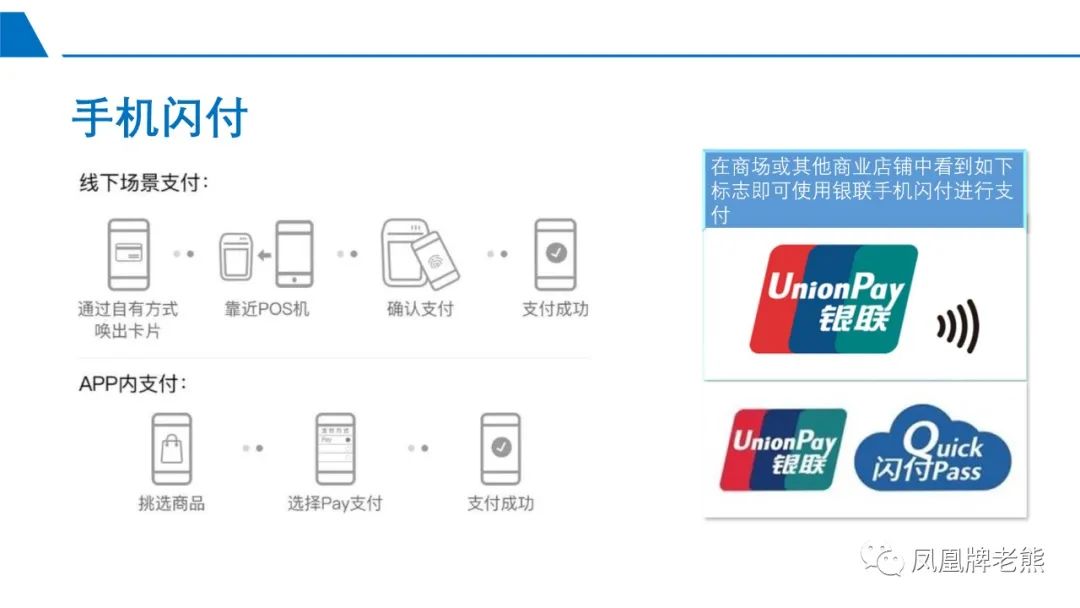 手机闪付
线下场景支付：
通过自有方式
唤出卡片
靠近POS机
确认支付
支付成功
APP内支付：
支付方式
Pay
挑选商品
选择Pay支付
支付成功
在商场或其他商业店铺中看到如下
标志即可使用银联手机闪付进行支
付
UnionPay
银联
UnionPay
银联
Quick
闪付Pass
凤凰牌老熊